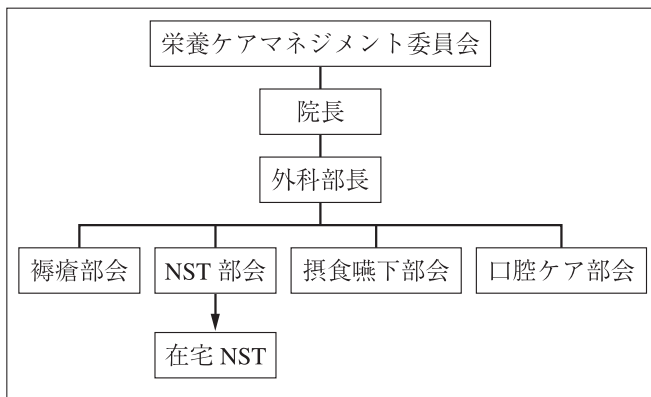 栄養ケアマネジメント委員会
院長
外科部長
褥瘡部会
NST 部会
摂食嚥下部会
口腔ケア部会
在宅 NST